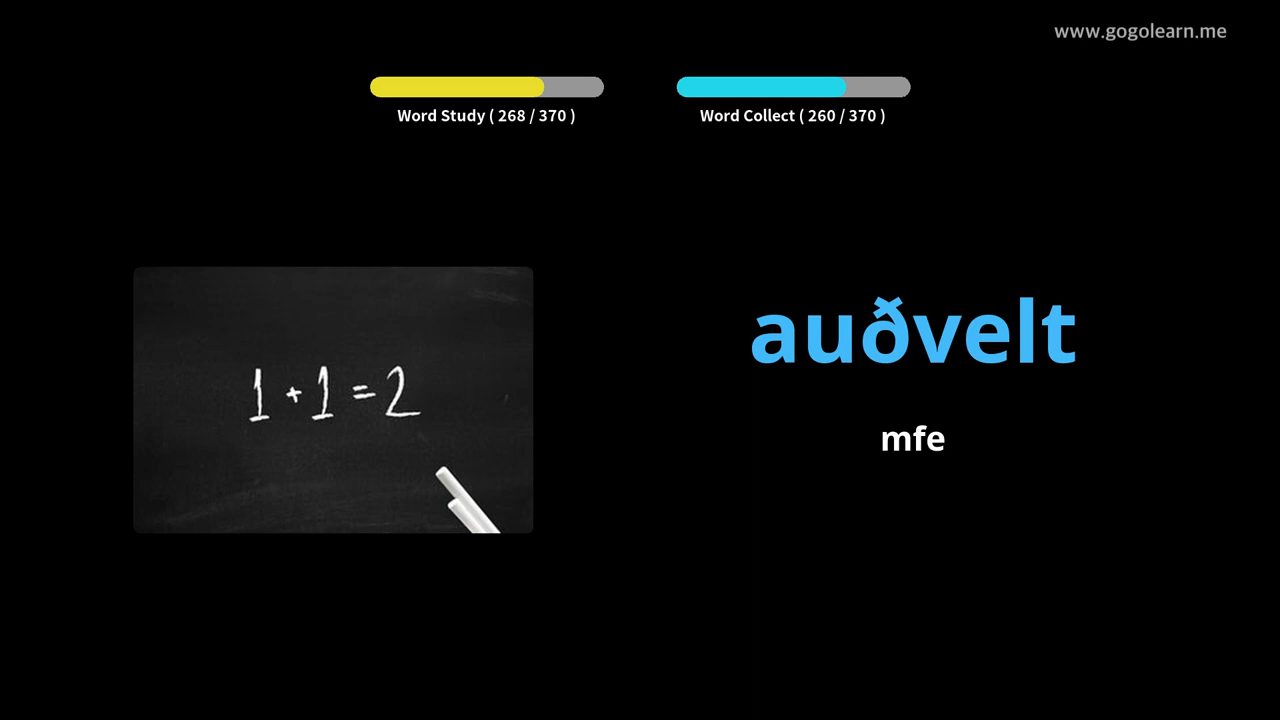 www.gogolearn.me
Word Study ( 268 / 370 )
Word Collect ( 260 / 370 )
1 + 1 = 2
auðvelt
mfe